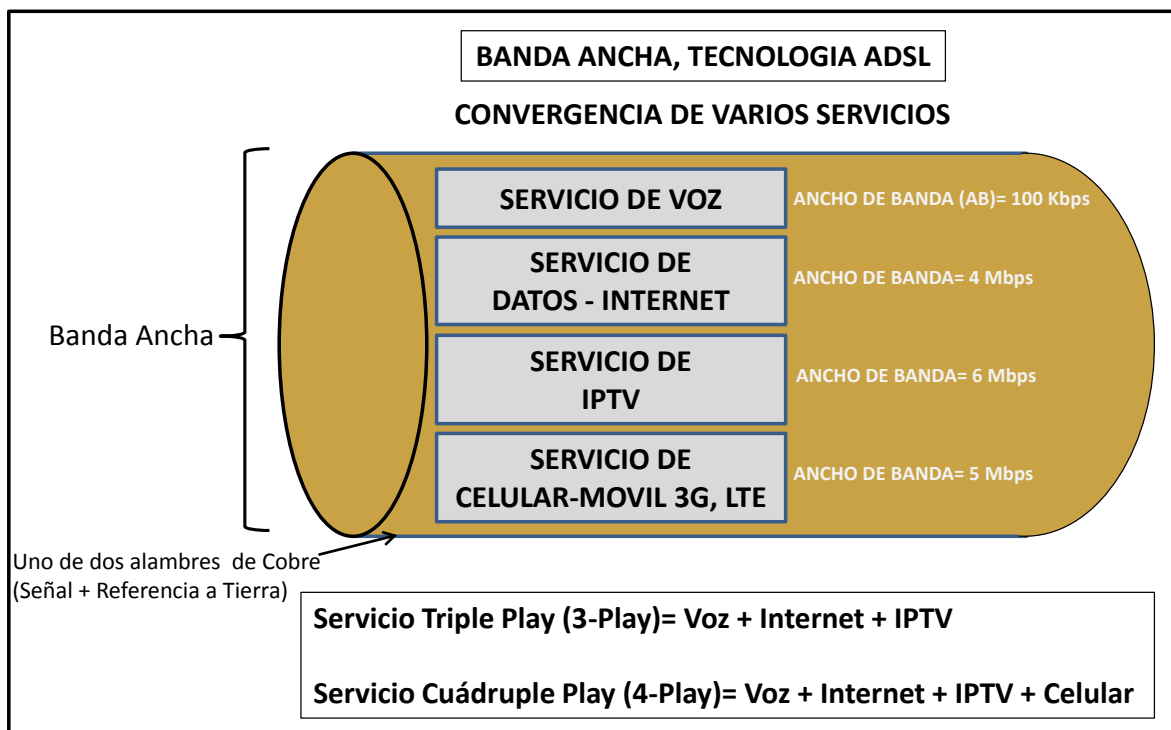 BANDA ANCHA, TECNOLOGIA ADSL
CONVERGENCIA DE VARIOS SERVICIOS
Banda Ancha
SERVICIO DE VOZ
ANCHO DE BANDA (AB)= 100 Kbps
SERVICIO DE
DATOS - INTERNET
ANCHO DE BANDA= 4 Mbps
SERVICIO DE
IPTV
ANCHO DE BANDA= 6 Mbps
SERVICIO DE
CELULAR-MOVIL 3G, LTE
ANCHO DE BANDA= 5 Mbps
Uno de dos alambres de Cobre
(Señal + Referencia a Tierra)
Servicio Triple Play (3-Play)= Voz + Internet + IPTV
Servicio Cuádruple Play (4-Play)= Voz + Internet + IPTV + Celular